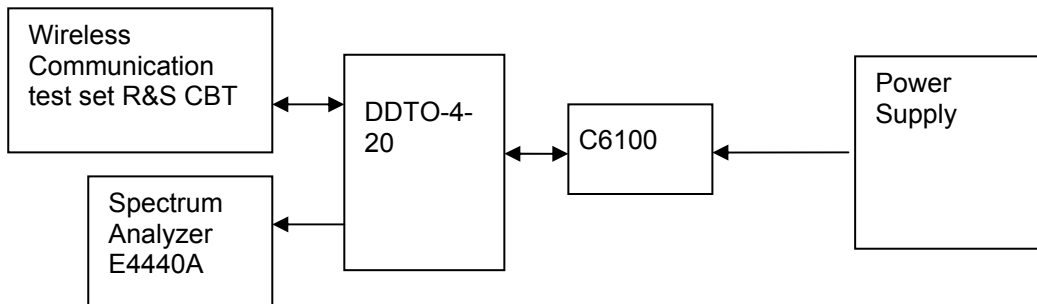 Wireless
Communication
test set R&S CBT
DDTO-4-
20
C6100
Power
Supply
Spectrum
Analyzer
E4440A